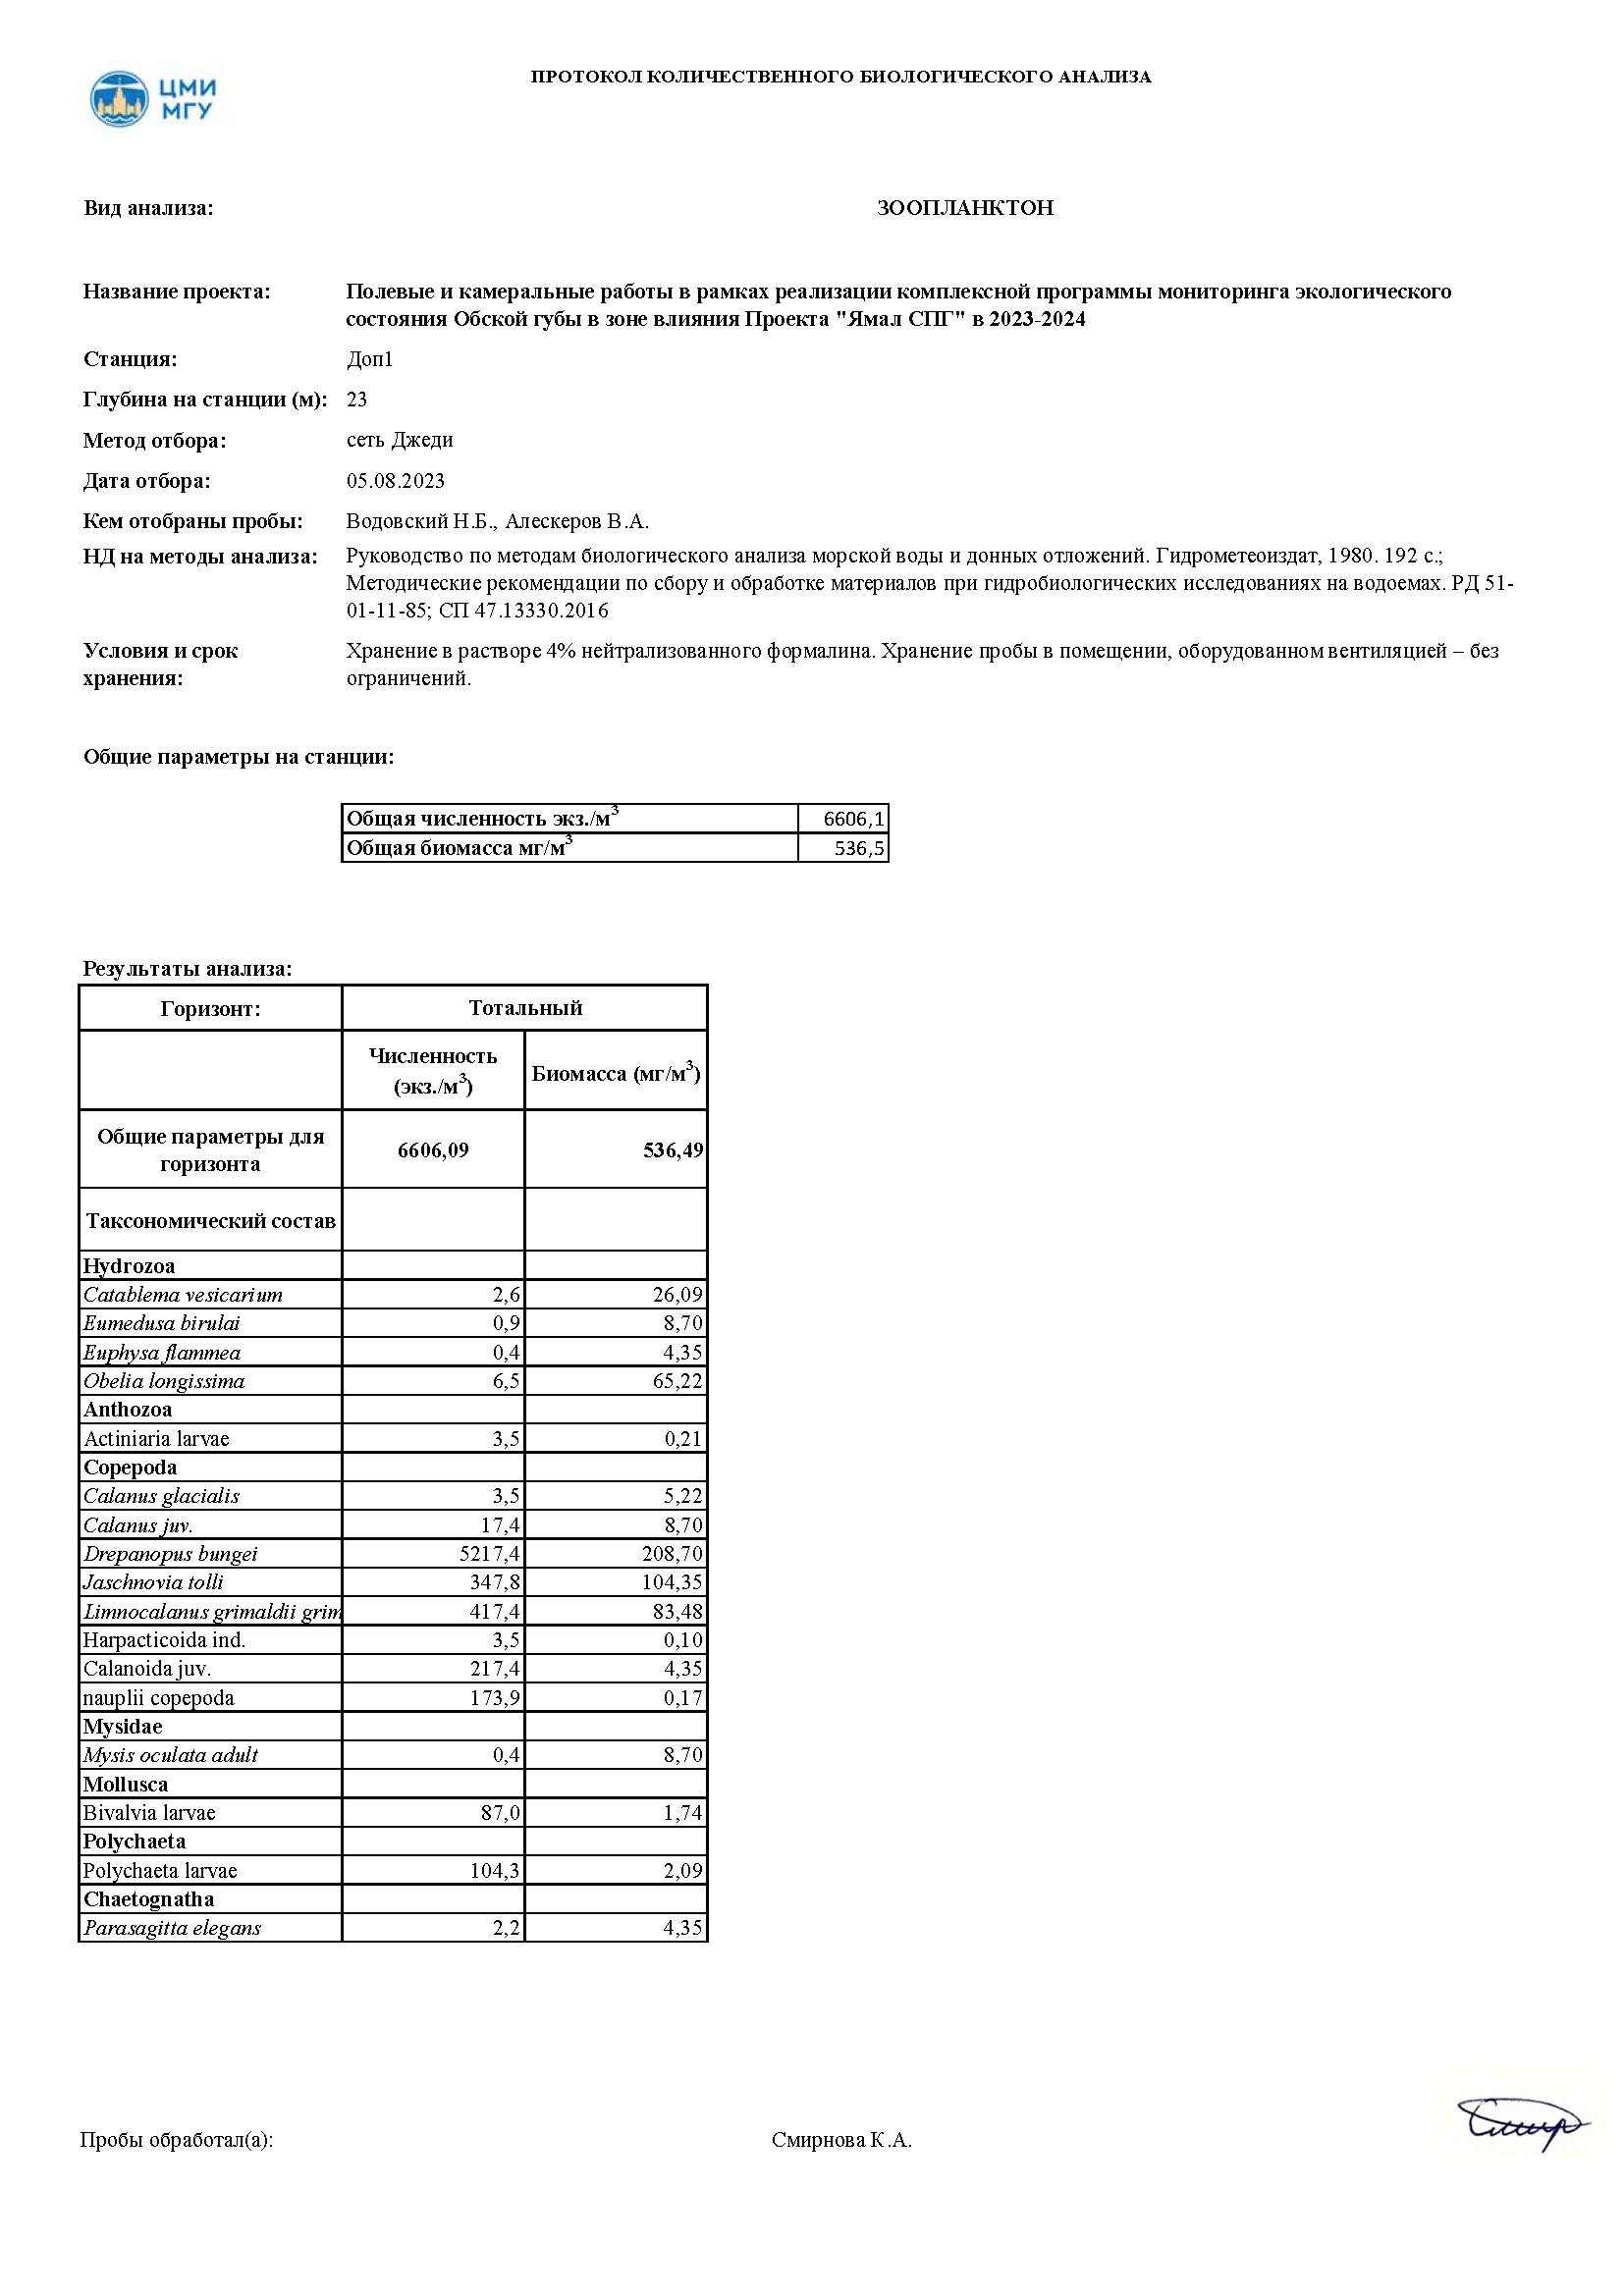 ЦМИ
МГУ
ПРОТОКОЛ КОЛИЧЕСТВЕННОГО БИОЛОГИЧЕСКОГО АНАЛИЗА
Вид анализа: ЗООПЛАНКТОН
Название проекта: Полевые и камеральные работы в рамках реализации комплексной программы мониторинга экологического
состояния Обской губы в зоне влияния Проекта "Ямал СПГ" в 2023-2024
Станция: Доп1
Глубина на станции (м): 23
Метод отбора: сеть Джеди
Дата отбора: 05.08.2023
Кем отобраны пробы: Водовский Н.Б., Алескеров В.А.
НД на методы анализа: Руководство по методам биологического анализа морской воды и донных отложений. Гидрометеоиздат, 1980. 192 с.;
Методические рекомендации по сбору и обработке материалов при гидробиологических исследованиях на водоемах. РД 51-
01-11-85; СП 47.13330.2016
Условия и срок хранения: Хранение в растворе 4% нейтрализованного формалина. Хранение пробы в помещении, оборудованном вентиляцией – без
ограничений.
Общие параметры на станции:
Общая численность экз./м³ 6606,1
Общая биомасса мг/м³ 536,5
Результаты анализа:
Горизонт: Тотальный
Численность (экз./м³) Биомасса (мг/м³)
Общие параметры для горизонта 6606,09 536,49
Таксономический состав
Hydrozoa
Catablema vesicarium 2,6 26,09
Eumedusa birulai 0,9 8,70
Euphysa flammea 0,4 4,35
Obelia longissima 6,5 65,22
Anthozoa
Actiniaria larvae 3,5 0,21
Copepoda
Calanus glacialis 3,5 5,22
Calanus juv. 17,4 8,70
Drepanopus bungei 5217,4 208,70
Jaschnovia tolli 347,8 104,35
Limnocalanus grimaldii grim 417,4 83,48
Harpacticoida ind. 3,5 0,10
Calanoida juv. 217,4 4,35
nauplii copepoda 173,9 0,17
Mysidae
Mysis oculata adult 0,4 8,70
Mollusca
Bivalvia larvae 87,0 1,74
Polychaeta
Polychaeta larvae 104,3 2,09
Chaetognatha
Parasagitta elegans 2,2 4,35
Пробы обработал(а): Смирнова К.А.